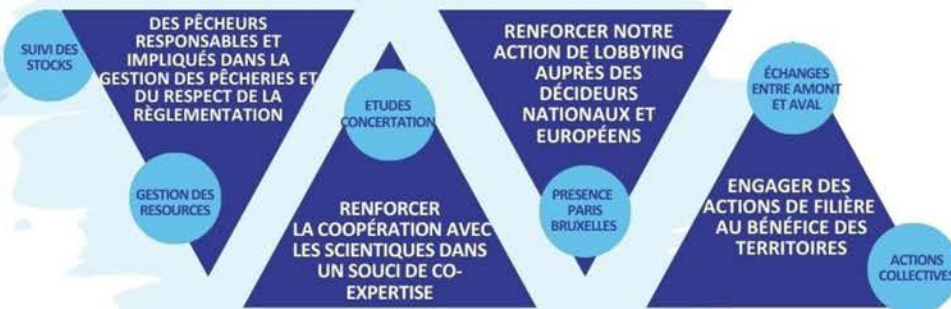 SUIVI DES
STOCKS
DES PÊCHEURS
RESPONSABLES ET
IMPLIQUÉS DANS LA
GESTION DES PÊCHERIES ET
DU RESPECT DE LA
RÈGLEMENTATION
GESTION DES
RESOURCES
ETUDES
CONCERTATION
RENFORCER
LA COOPÉRATION AVEC
LES SCIENTIQUES DANS
UN SOUCI DE CO-
EXPERTISE
RENFORCER NOTRE
ACTION DE LOBBYING
AUPRÈS DES
DÉCIDEURS
NATIONAUX ET
EUROPÉENS
PRESENCE
PARIS
BRUXELLES
ÉCHANGES
ENTRE AMONT
ET AVAL
ENGAGER DES
ACTIONS DE FILIÈRE
AU BÉNÉFICE DES
TERRITOIRES
ACTIONS
COLLECTIVES